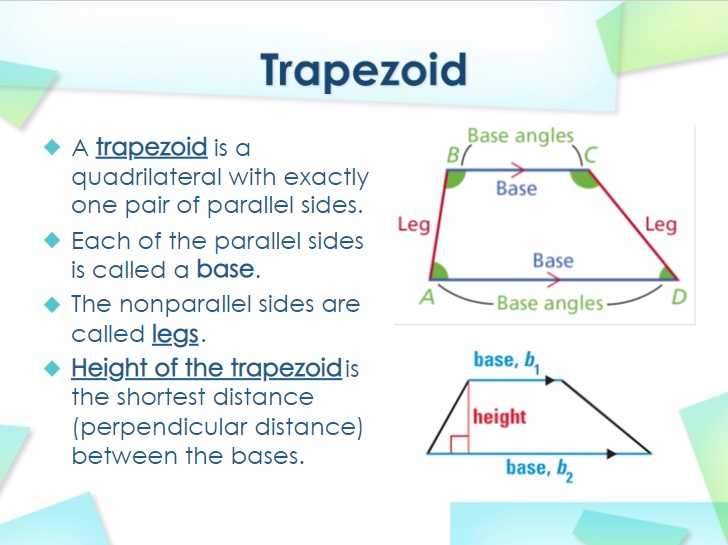 Trapezoid
A trapezoid is a
quadrilateral with exactly
one pair of parallel sides.
Each of the parallel sides
is called a base.
The nonparallel sides are
called legs.
Height of the trapezoid is
the shortest distance
(perpendicular distance)
between the bases.
Base angles
B C
Base
Leg Leg
Base
A Base angles D
base, b₁
height
base, b₂